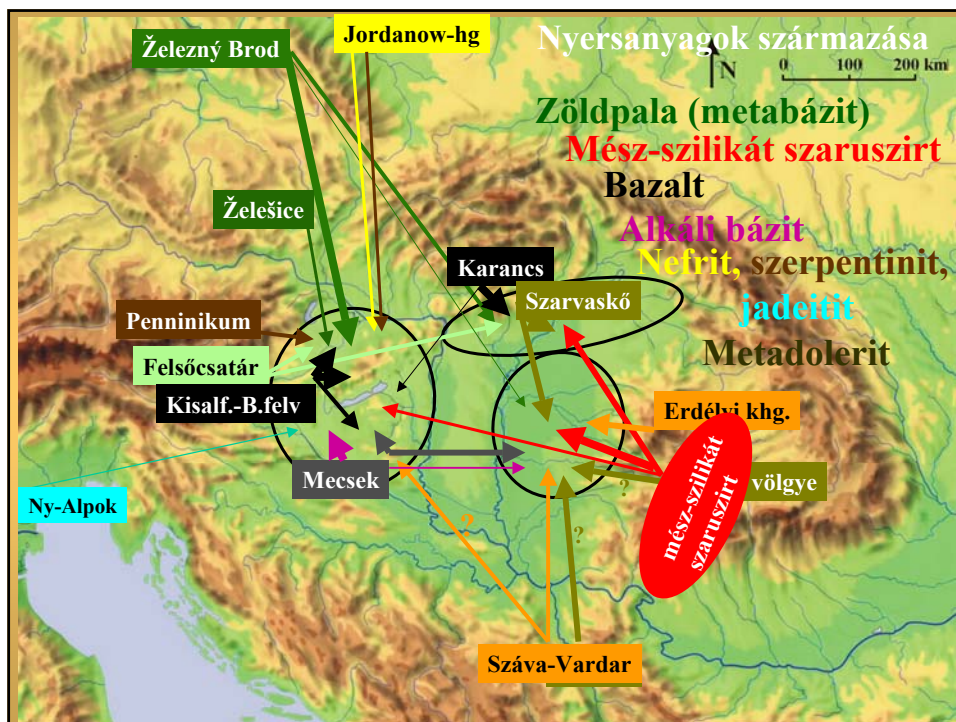 Nyersanyagok származása
N
0 100 200 km
Železný Brod
Jordanow-hg
Zöldpala (metabázit)
Mész-szilikát szaruszirt
Bazalt
Alkáli bázit
Nefrit, szerpentinit,
jadeitit
Metadolerit
Želešice
Karancs
Szarvaskő
Penninikum
Felsőcsatár
Kisalf.-B.felv
Erdélyi khg.
Mecsek
völgye
mész-szilikát
szaruszirt
Ny-Alpok
?
?
Száva-Vardar